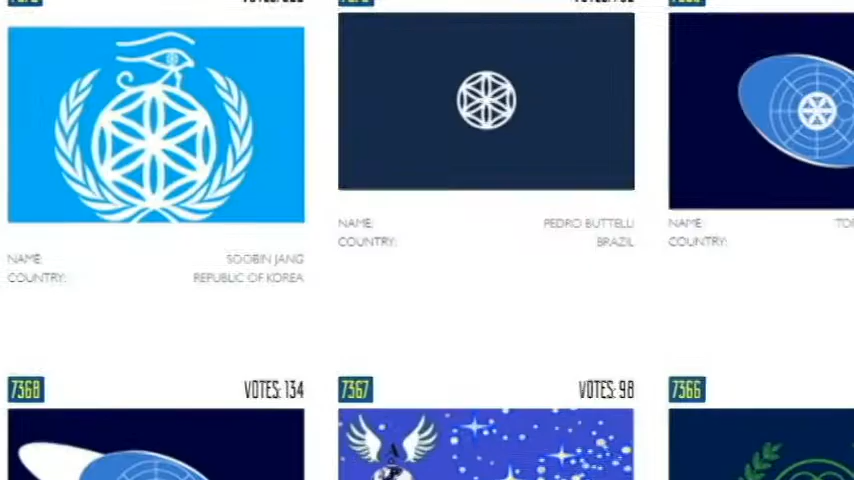 NAME: SOOBIN JANG
COUNTRY: REPUBLIC OF KOREA
NAME: PEDRO BUTTELLI
COUNTRY: BRAZIL
NAME:
COUNTRY:
7368 VOTES: 134
7367 VOTES: 98
7366